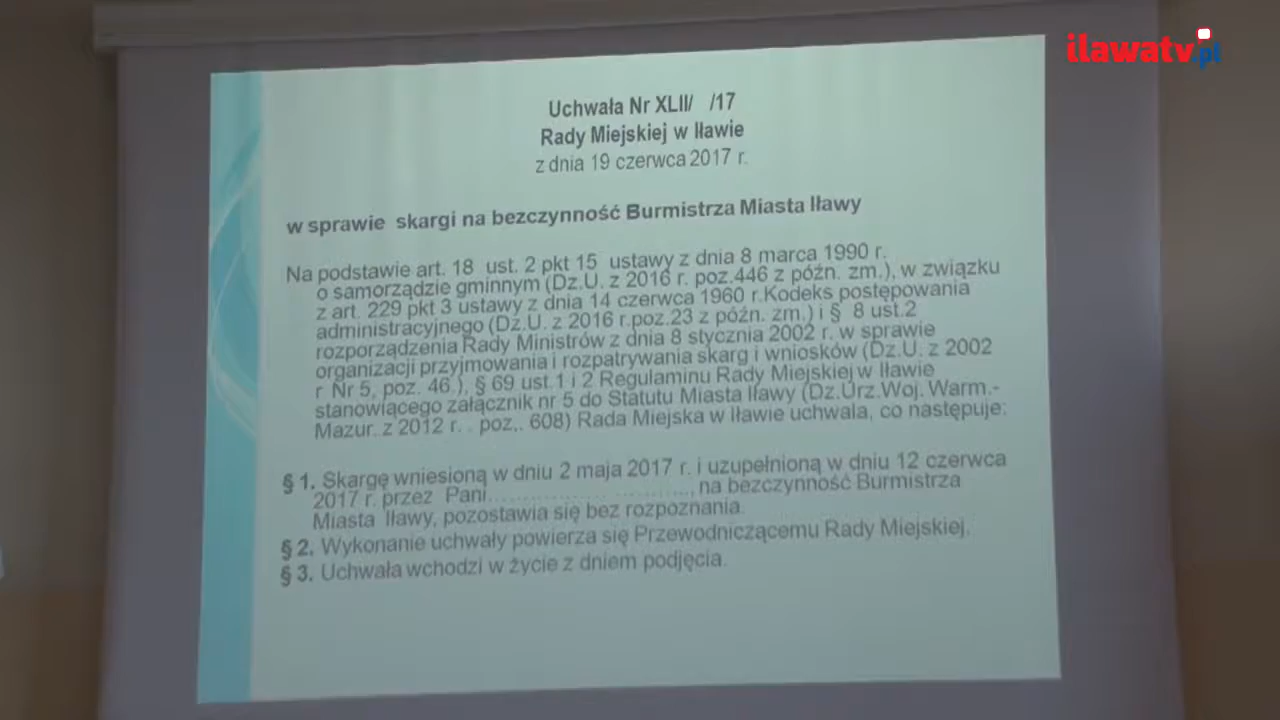 ilawatv.pl
Uchwała Nr XLII/ /17
Rady Miejskiej w Iławie
z dnia 19 czerwca 2017 r.
w sprawie skargi na bezczynność Burmistrza Miasta Iławy
Na podstawie art. 18 ust. 2 pkt 15 ustawy z dnia 8 marca 1990 r.
o samorządzie gminnym (Dz.U. z 2016 r. poz.446 z późn. zm.), w związku
z art. 229 pkt 3 ustawy z dnia 14 czerwca 1960 r.Kodeks postępowania
administracyjnego (Dz.U. z 2016 r.poz.23 z późn. zm.) i § 8 ust.2
rozporządzenia Rady Ministrów z dnia 8 stycznia 2002 r. w sprawie
organizacji przyjmowania i rozpatrywania skarg i wniosków (Dz.U. z 2002
r Nr 5, poz. 46.), § 69 ust.1 i 2 Regulaminu Rady Miejskiej w Iławie
stanowiącego załącznik nr 5 do Statutu Miasta Iławy (Dz.Urz.Woj. Warm.-
Mazur. z 2012 r. . poz,. 608) Rada Miejska w Iławie uchwala, co następuje:
§ 1. Skargę wniesioną w dniu 2 maja 2017 r. i uzupełnioną w dniu 12 czerwca
2017 r. przez Pani……………… ……………, na bezczynność Burmistrza
Miasta Iławy, pozostawia się bez rozpoznania.
§ 2. Wykonanie uchwały powierza się Przewodniczącemu Rady Miejskiej.
§ 3. Uchwała wchodzi w życie z dniem podjęcia.